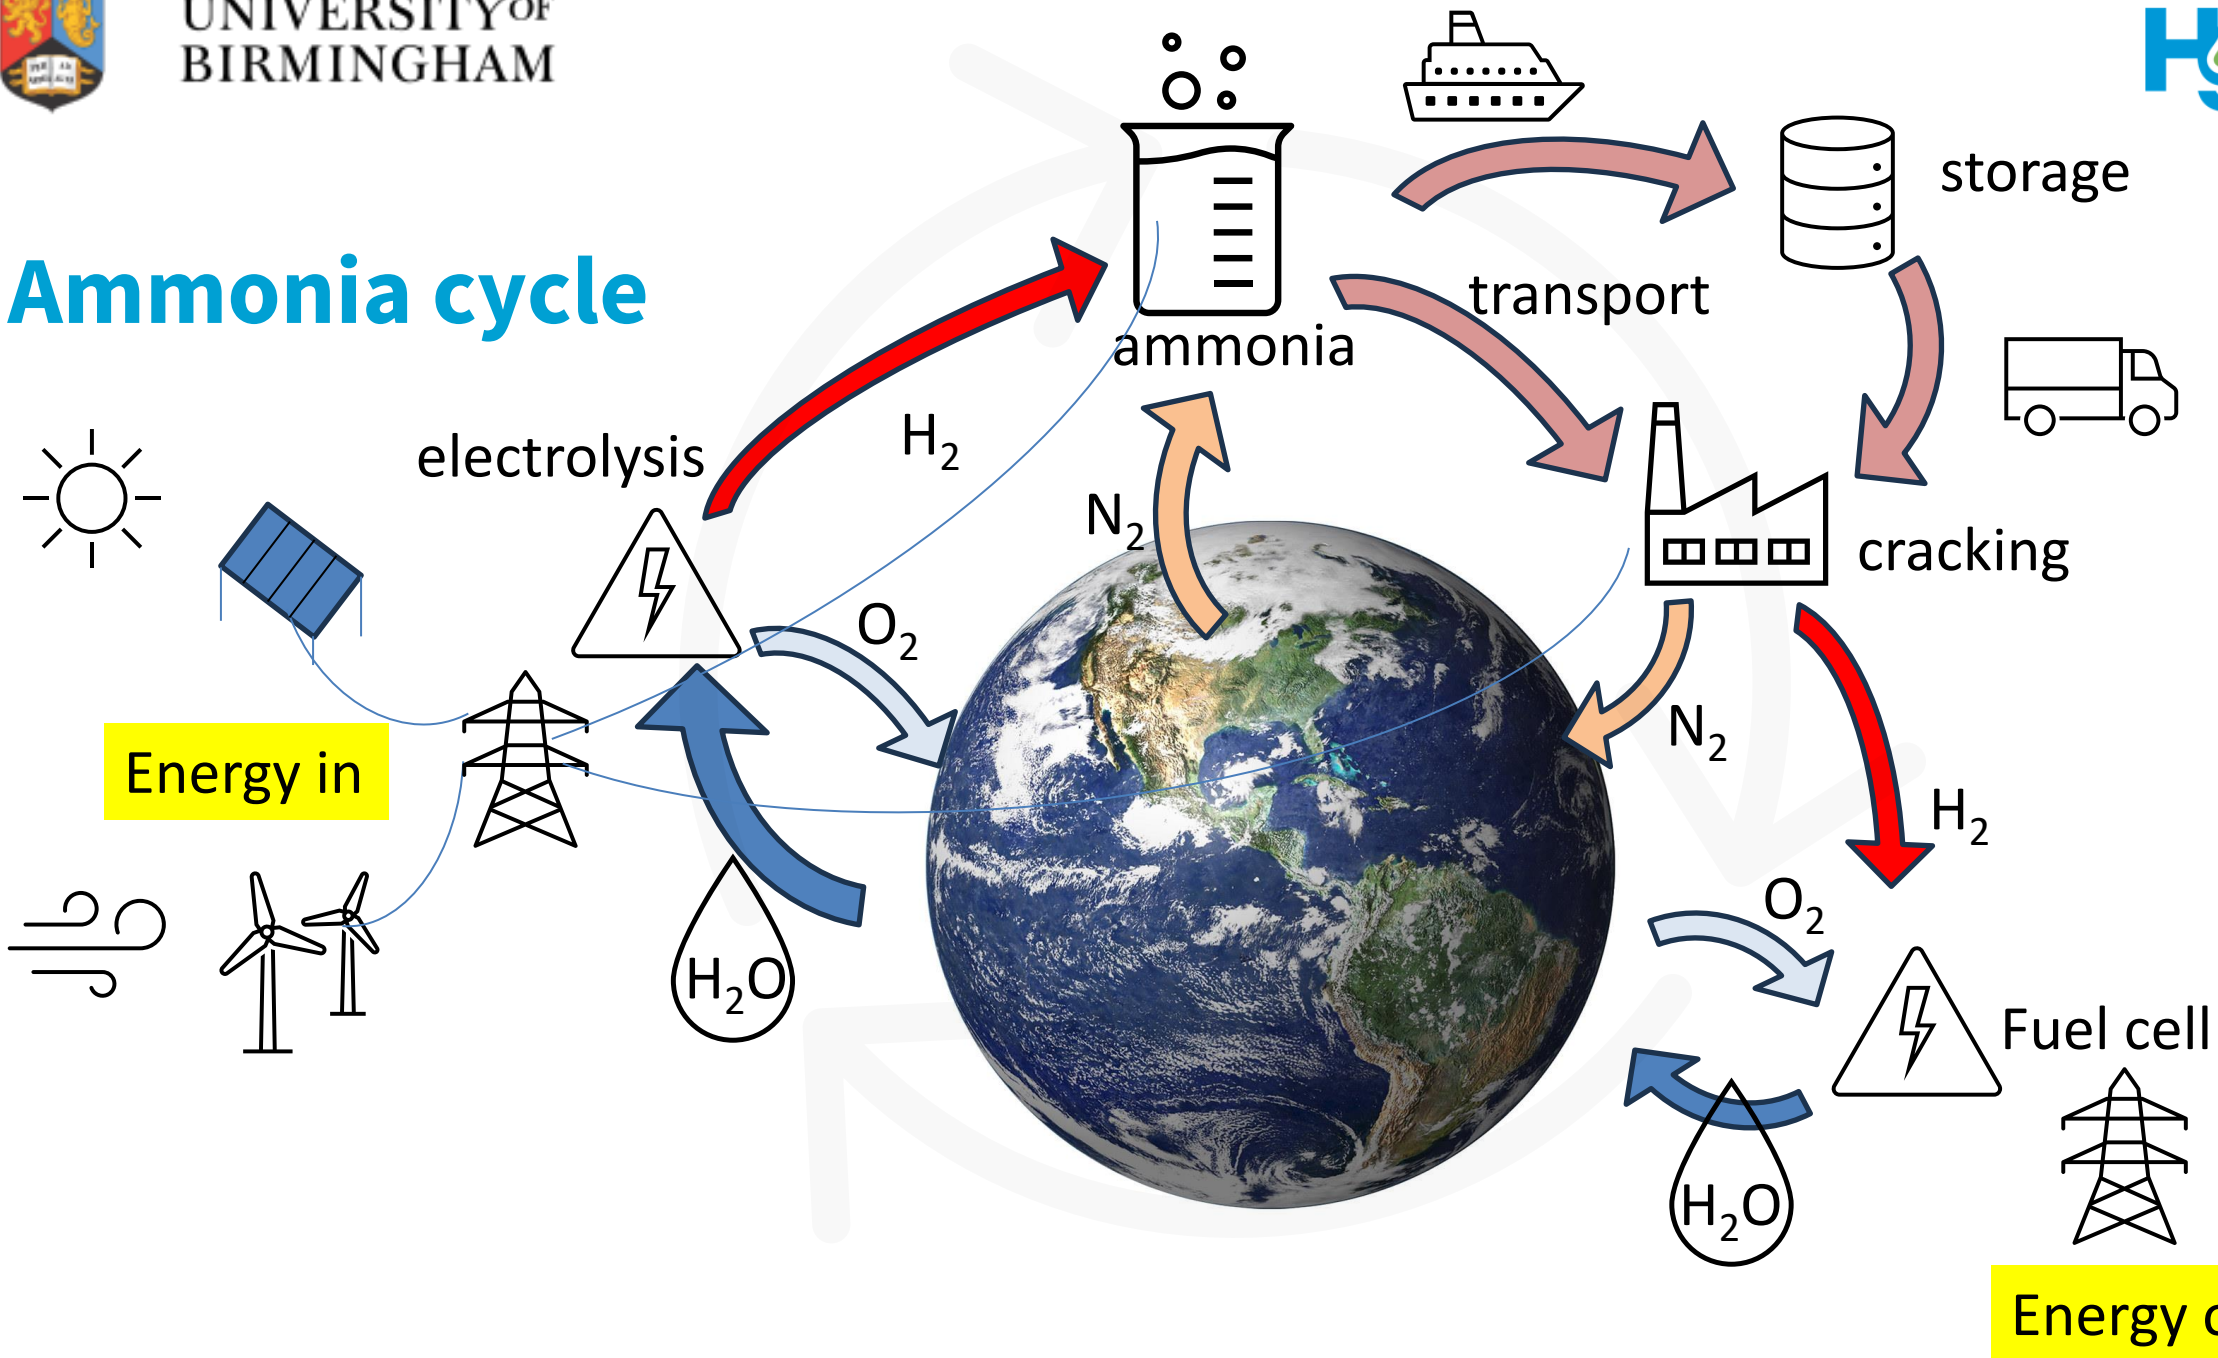 UNIVERSITY OF
BIRMINGHAM
Ammonia cycle
storage
transport
ammonia
electrolysis
H₂
N₂
cracking
O₂
N₂
Energy in
H₂
O₂
H₂O
Fuel cell
H₂O
Energy